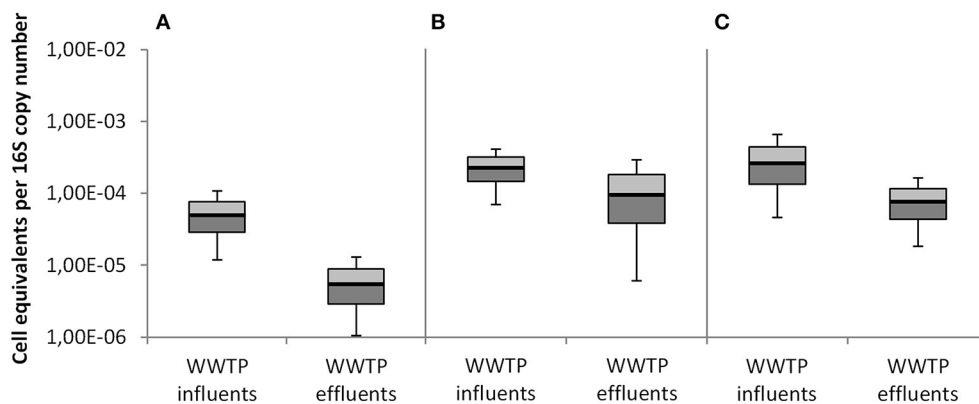 A
B
C
Cell equivalents per 16S copy number
1,00E-02
1,00E-03
1,00E-04
1,00E-05
1,00E-06
WWTP
influents
WWTP
effluents
WWTP
influents
WWTP
effluents
WWTP
influents
WWTP
effluents